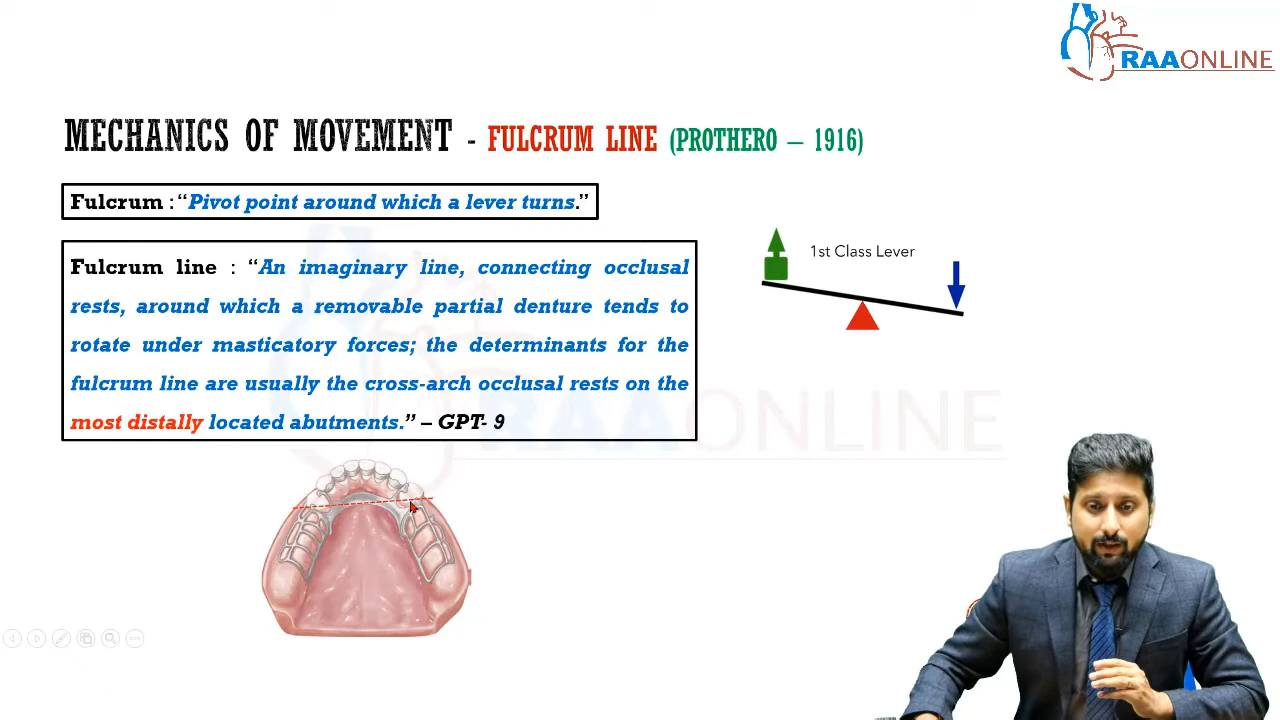 RAAONLINE
MECHANICS OF MOVEMENT - FULCRUM LINE (PROTHERO – 1916)
Fulcrum : “Pivot point around which a lever turns.”
Fulcrum line : “An imaginary line, connecting occlusal
rests, around which a removable partial denture tends to
rotate under masticatory forces; the determinants for the
fulcrum line are usually the cross-arch occlusal rests on the
most distally located abutments.” – GPT- 9
1st Class Lever
RAAONLINE